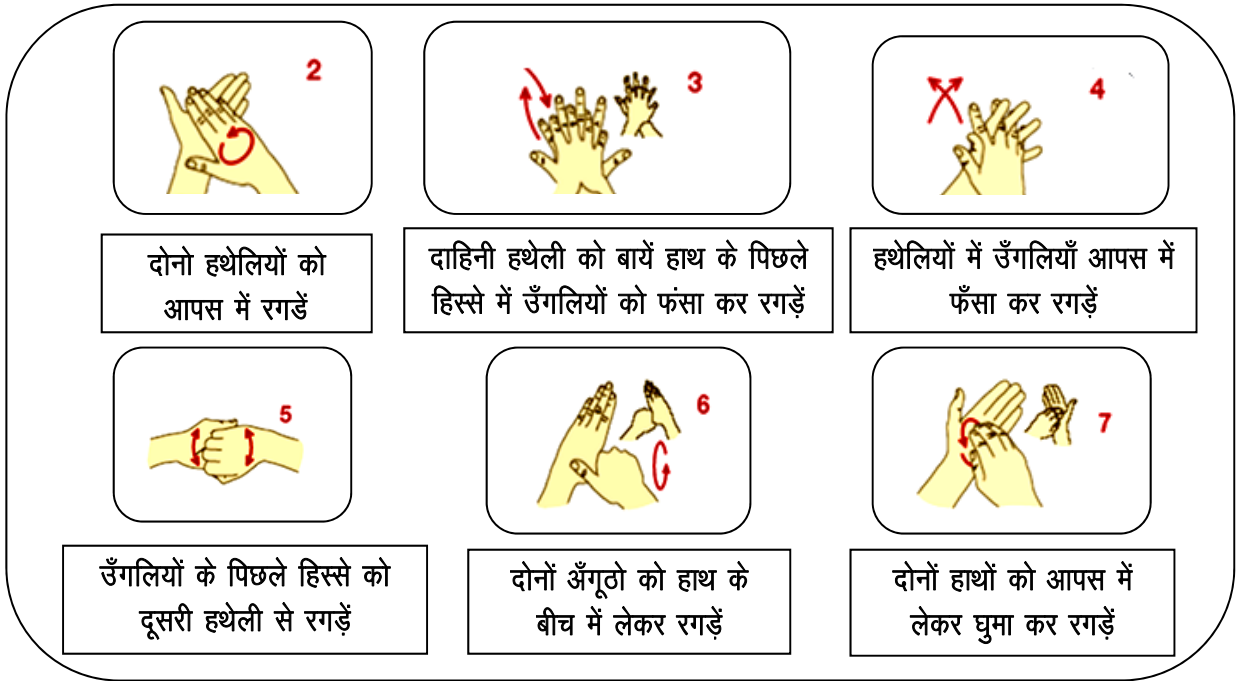 2
3
4
दोनो हथेलियों को
आपस में रगडें
दाहिनी हथेली को बायें हाथ के पिछले
हिस्से में उँगलियों को फंसा कर रगड़ें
हथेलियों में उँगलियाँ आपस में
फँसा कर रगड़ें
5
6
7
उँगलियों के पिछले हिस्से को
दूसरी हथेली से रगड़ें
दोनों अँगूठो को हाथ के
बीच में लेकर रगड़ें
दोनों हाथों को आपस में
लेकर घुमा कर रगड़ें